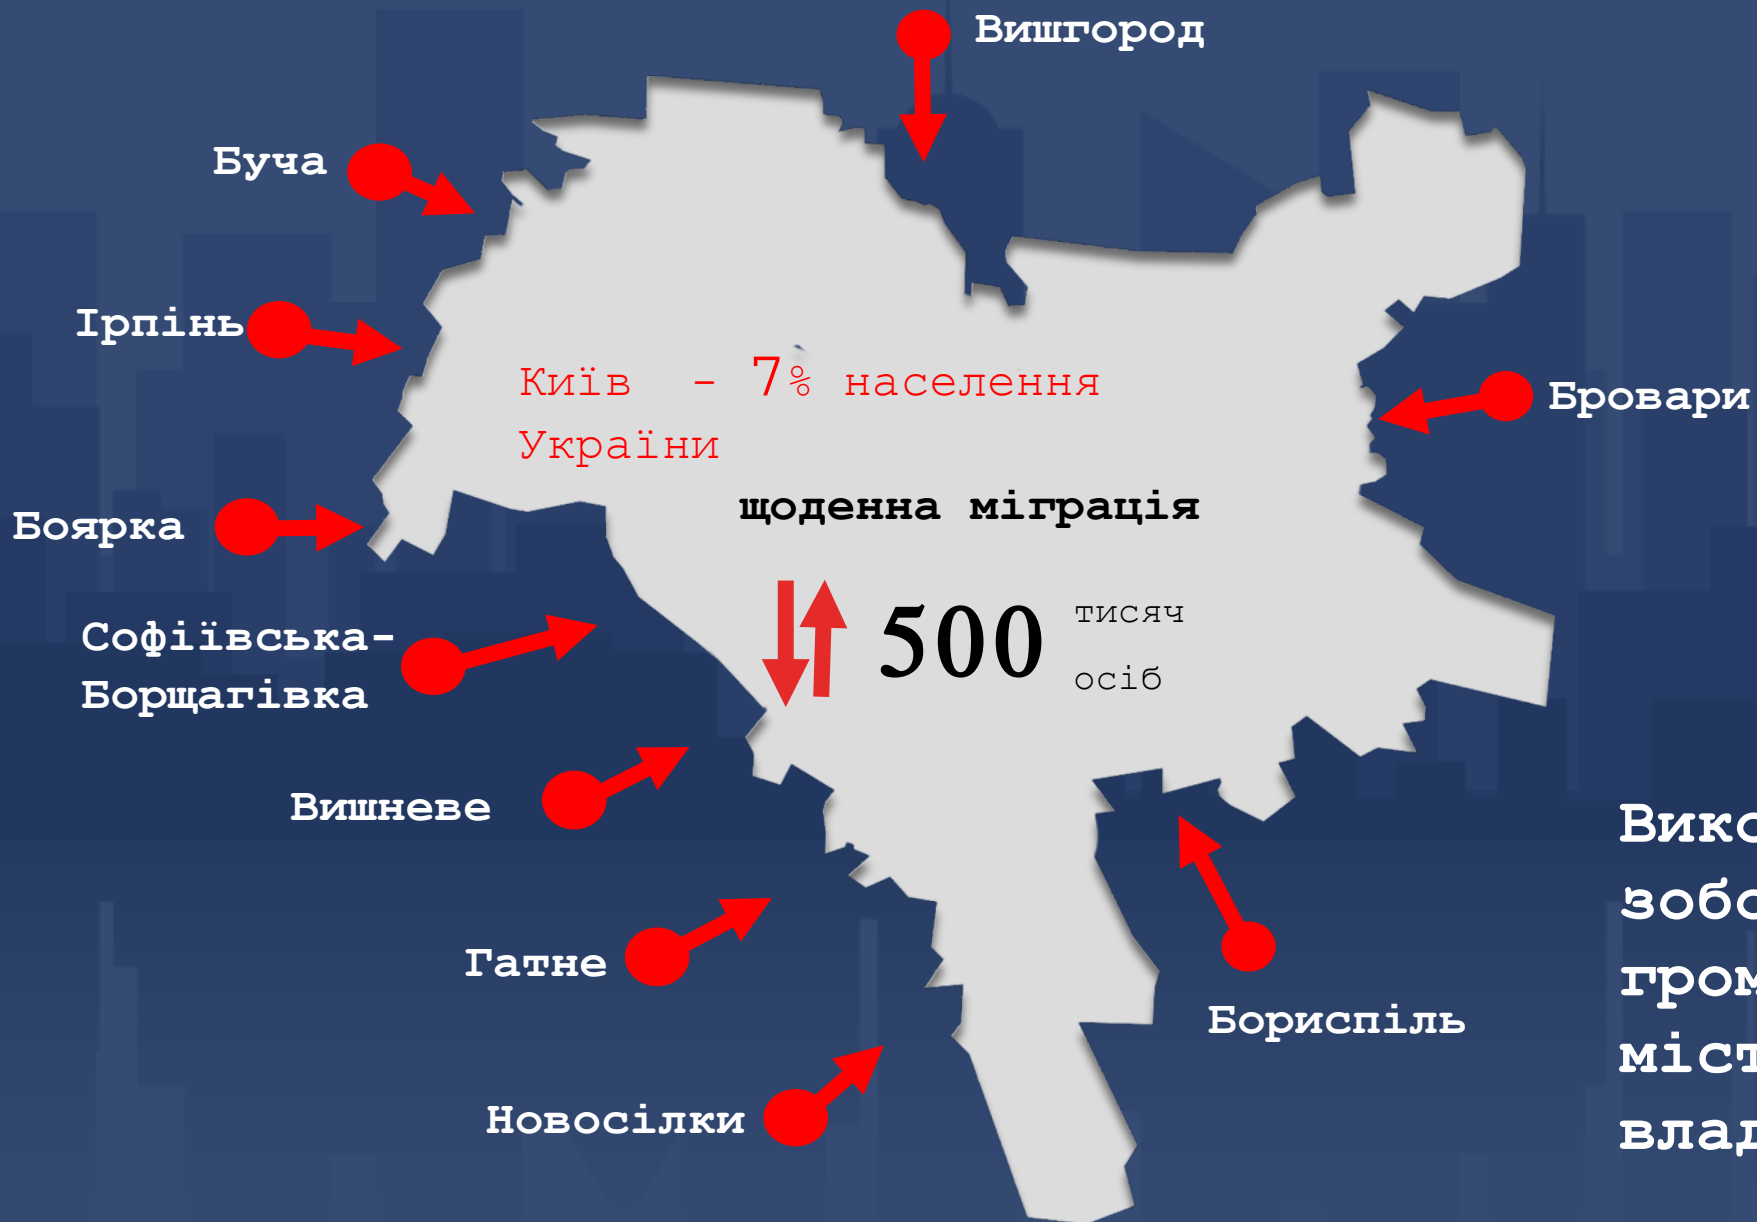 Вишгород
Буча
Ірпінь
Київ - 7% населення
України
Бровари
щоденна міграція
Боярка
500 тисяч
осіб
Софіївська-
Борщагівка
Вишневе
Гатне
Бориспіль
Новосілки